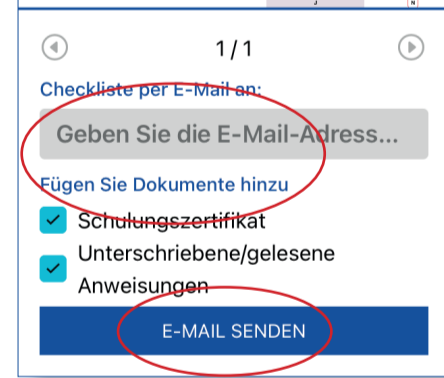 J
N
1/1
Checkliste per E-Mail an:
Geben Sie die E-Mail-Adress...
Fügen Sie Dokumente hinzu
Schulungszertifikat
Unterschriebene/gelesene
Anweisungen
E-MAIL SENDEN